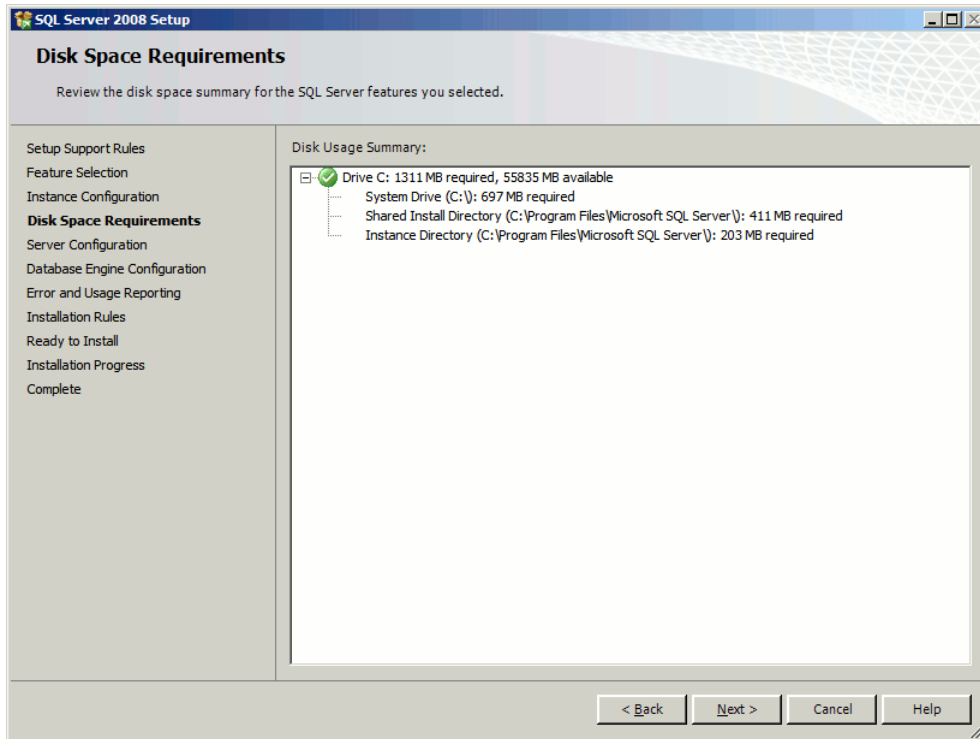 SQL Server 2008 Setup
Disk Space Requirements
Review the disk space summary for the SQL Server features you selected.
Setup Support Rules
Feature Selection
Instance Configuration
Disk Space Requirements
Server Configuration
Database Engine Configuration
Error and Usage Reporting
Installation Rules
Ready to Install
Installation Progress
Complete
Disk Usage Summary:
Drive C: 1311 MB required, 55835 MB available
System Drive (C:\): 697 MB required
Shared Install Directory (C:\Program Files\Microsoft SQL Server\): 411 MB required
Instance Directory (C:\Program Files\Microsoft SQL Server\): 203 MB required
< Back
Next >
Cancel
Help